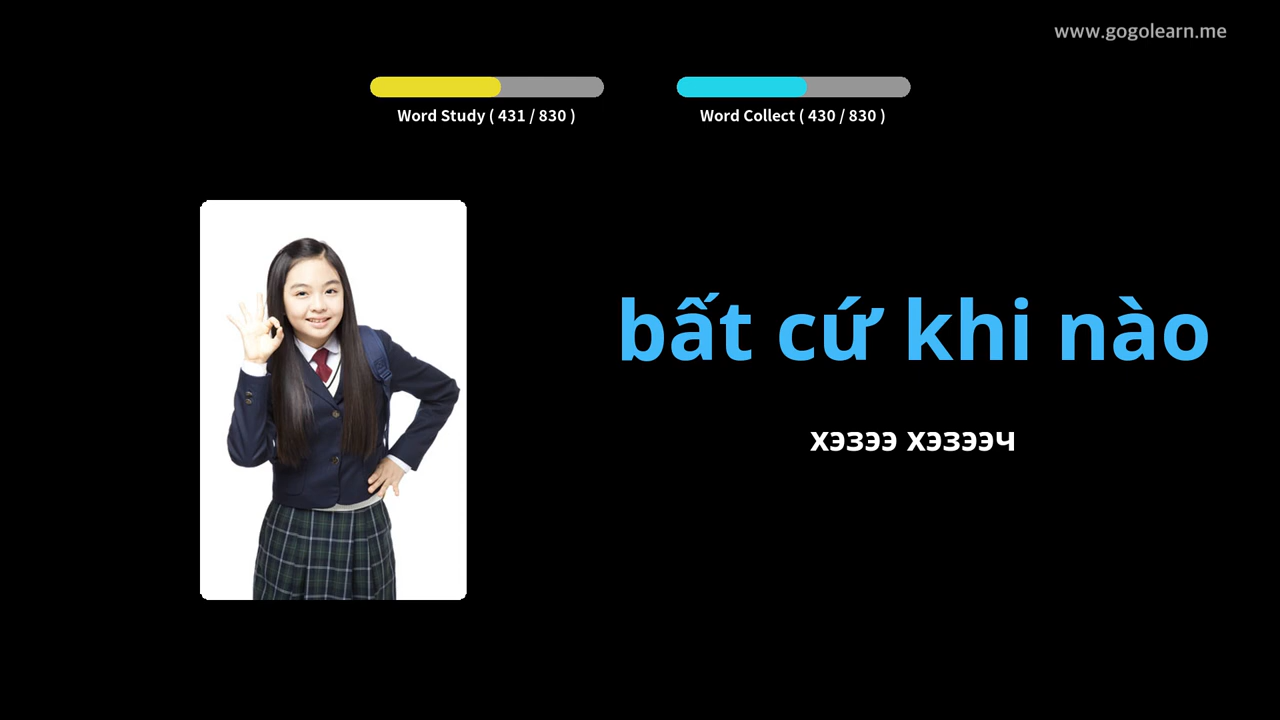 www.gogolearn.me
Word Study ( 431 / 830 )
Word Collect ( 430 / 830 )
bất cứ khi nào
хэзээ хэзээч